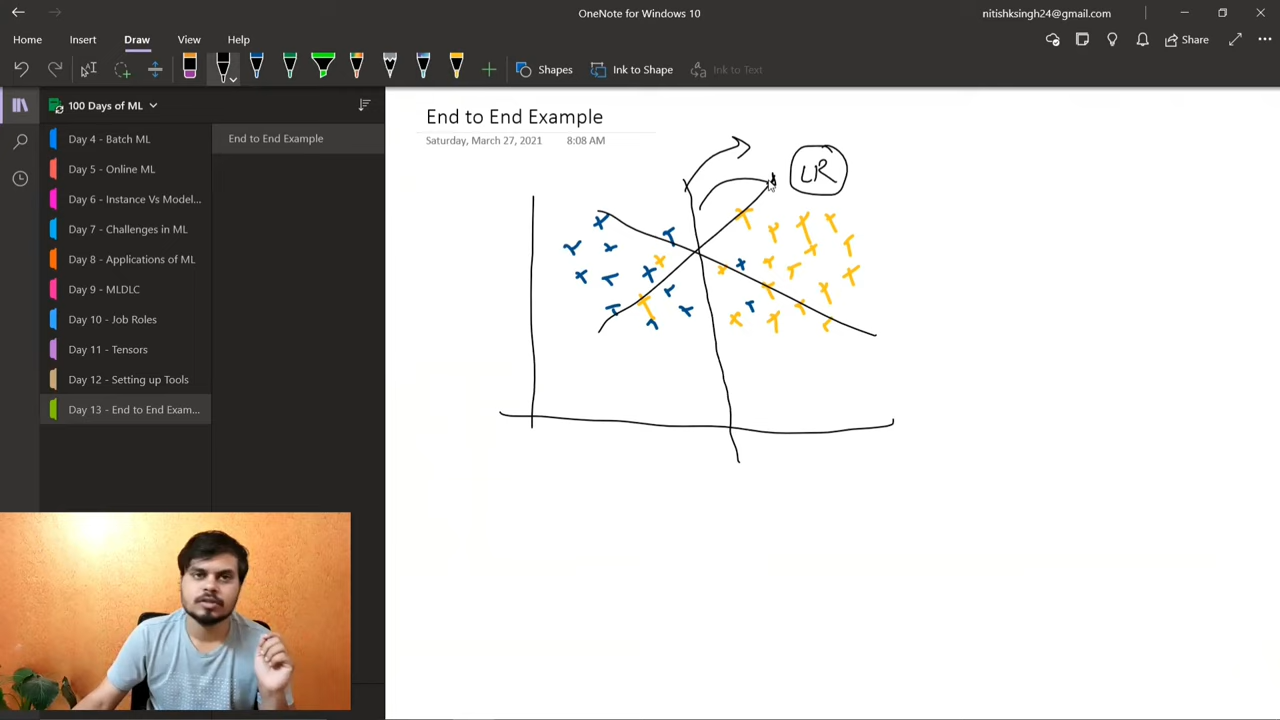 OneNote for Windows 10
nitishksingh24@gmail.com
Home
Insert
Draw
View
Help
Shapes
Ink to Shape
Ink to Text
Share
100 Days of ML
Day 4 - Batch ML
Day 5 - Online ML
Day 6 - Instance Vs Model...
Day 7 - Challenges in ML
Day 8 - Applications of ML
Day 9 - MLDLC
Day 10 - Job Roles
Day 11 - Tensors
Day 12 - Setting up Tools
Day 13 - End to End Exam...
End to End Example
End to End Example
Saturday, March 27, 2021 8:08 AM
LR